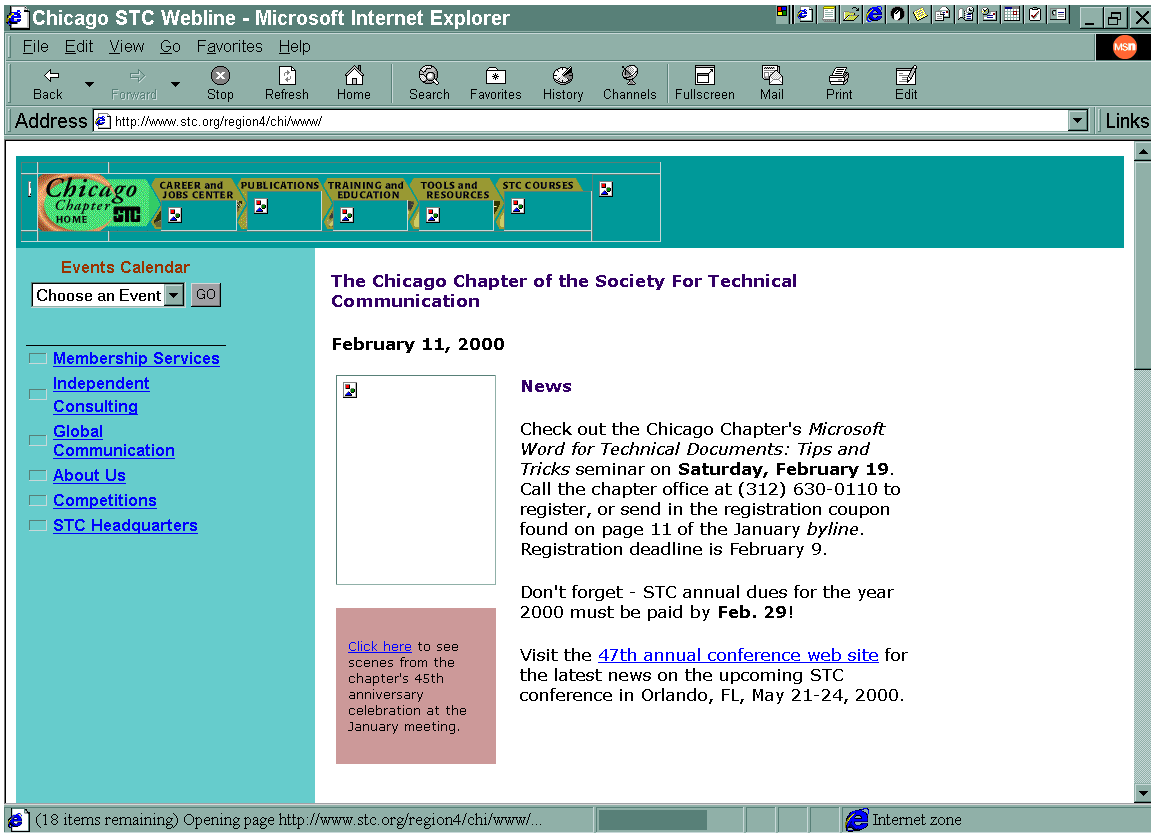 Chicago STC Webline - Microsoft Internet Explorer
File Edit View Go Favorites Help
Back Forward Stop Refresh Home Search Favorites History Channels Fullscreen Mail Print Edit
msn
Address http://www.stc.org/region4/chi/www/ Links
Chicago
Chapter
HOME STC
CAREER and
JOBS CENTER
PUBLICATIONS
TRAINING and
EDUCATION
TOOLS and
RESOURCES
STC COURSES
Events Calendar
Choose an Event GO
Membership Services
Independent
Consulting
Global
Communication
About Us
Competitions
STC Headquarters
The Chicago Chapter of the Society For Technical
Communication
February 11, 2000
Click here to see
scenes from the
chapter's 45th
anniversary
celebration at the
January meeting.
News
Check out the Chicago Chapter's Microsoft
Word for Technical Documents: Tips and
Tricks seminar on Saturday, February 19.
Call the chapter office at (312) 630-0110 to
register, or send in the registration coupon
found on page 11 of the January byline.
Registration deadline is February 9.
Don't forget - STC annual dues for the year
2000 must be paid by Feb. 29!
Visit the 47th annual conference web site for
the latest news on the upcoming STC
conference in Orlando, FL, May 21-24, 2000.
(18 items remaining) Opening page http://www.stc.org/region4/chi/www/... Internet zone